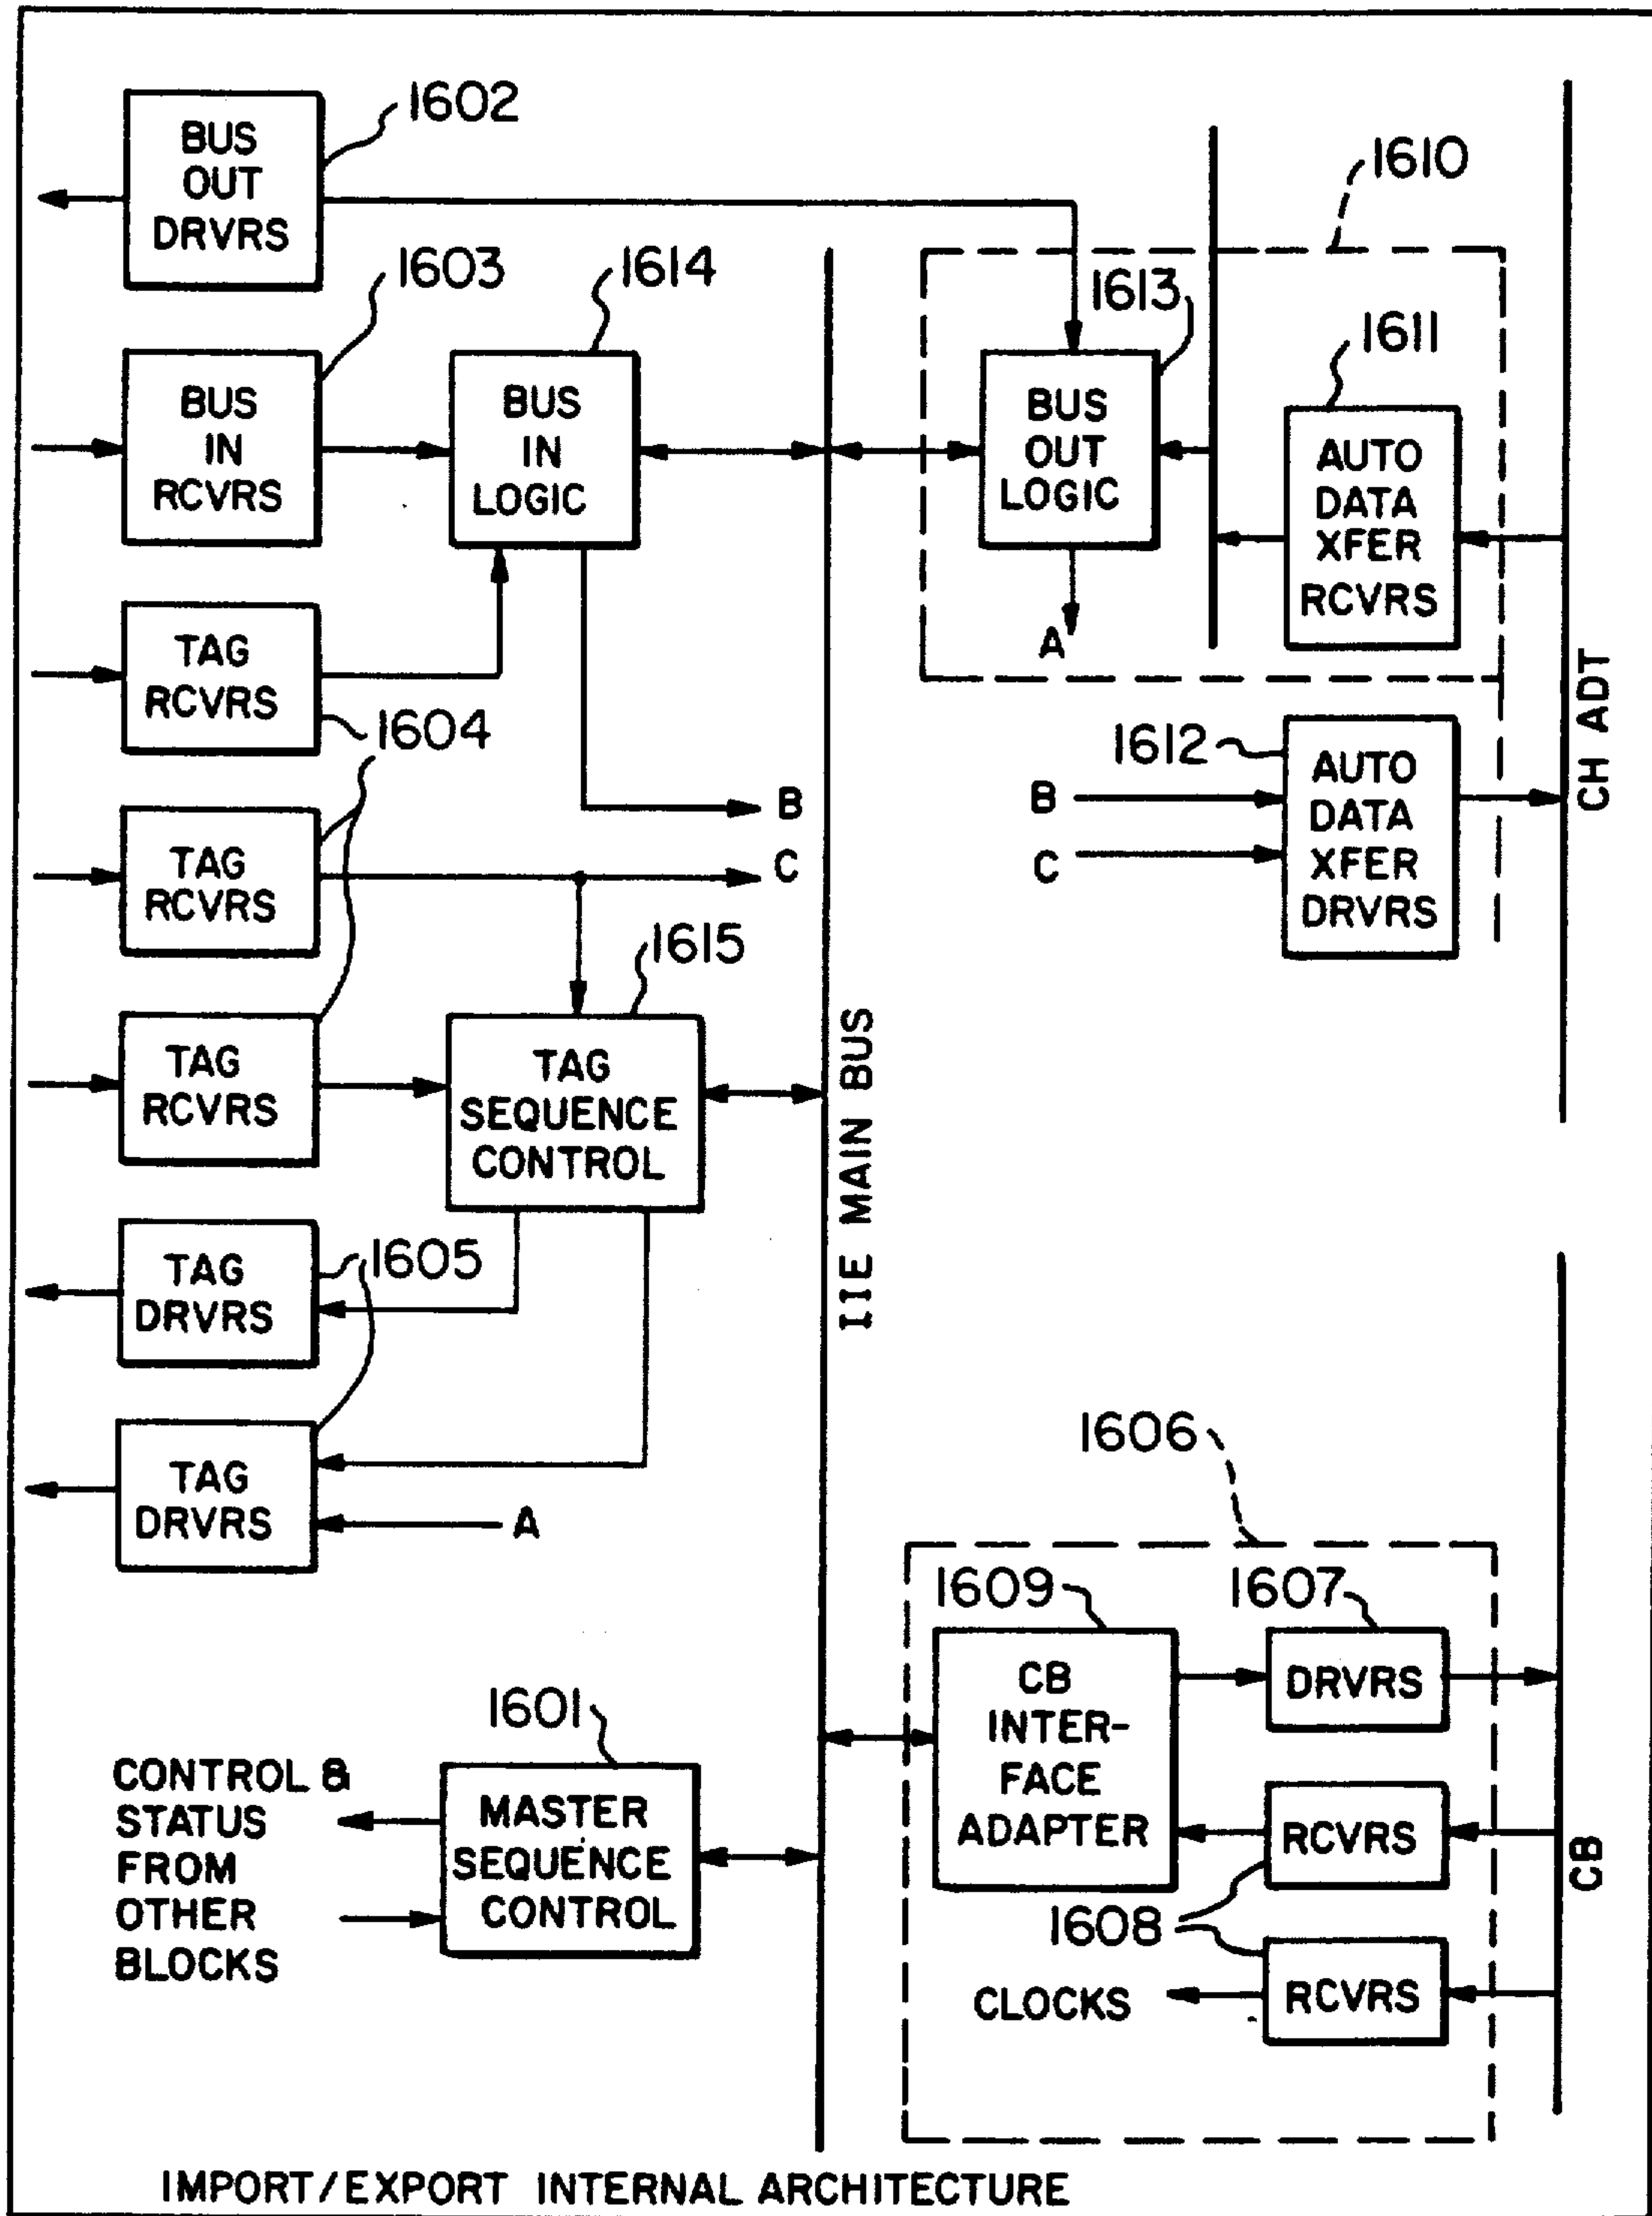 1602
BUS
OUT
DRVRS
1610
1603
1614
1613
1611
BUS
IN
RCVRS
BUS
IN
LOGIC
BUS
OUT
LOGIC
AUTO
DATA
XFER
RCVRS
TAG
RCVRS
A
1604
CH ADT
1612
AUTO
DATA
XFER
DRVRS
B
B
TAG
RCVRS
C
C
1615
TAG
RCVRS
TAG
SEQUENCE
CONTROL
IIE MAIN BUS
TAG
DRVRS
1605
TAG
DRVRS
A
1606
1609
1607
CB
INTER-
FACE
ADAPTER
DRVRS
1601
CONTROL &
STATUS
FROM
OTHER
BLOCKS
MASTER
SEQUENCE
CONTROL
RCVRS
CB
1608
CLOCKS
RCVRS
IMPORT/EXPORT INTERNAL ARCHITECTURE